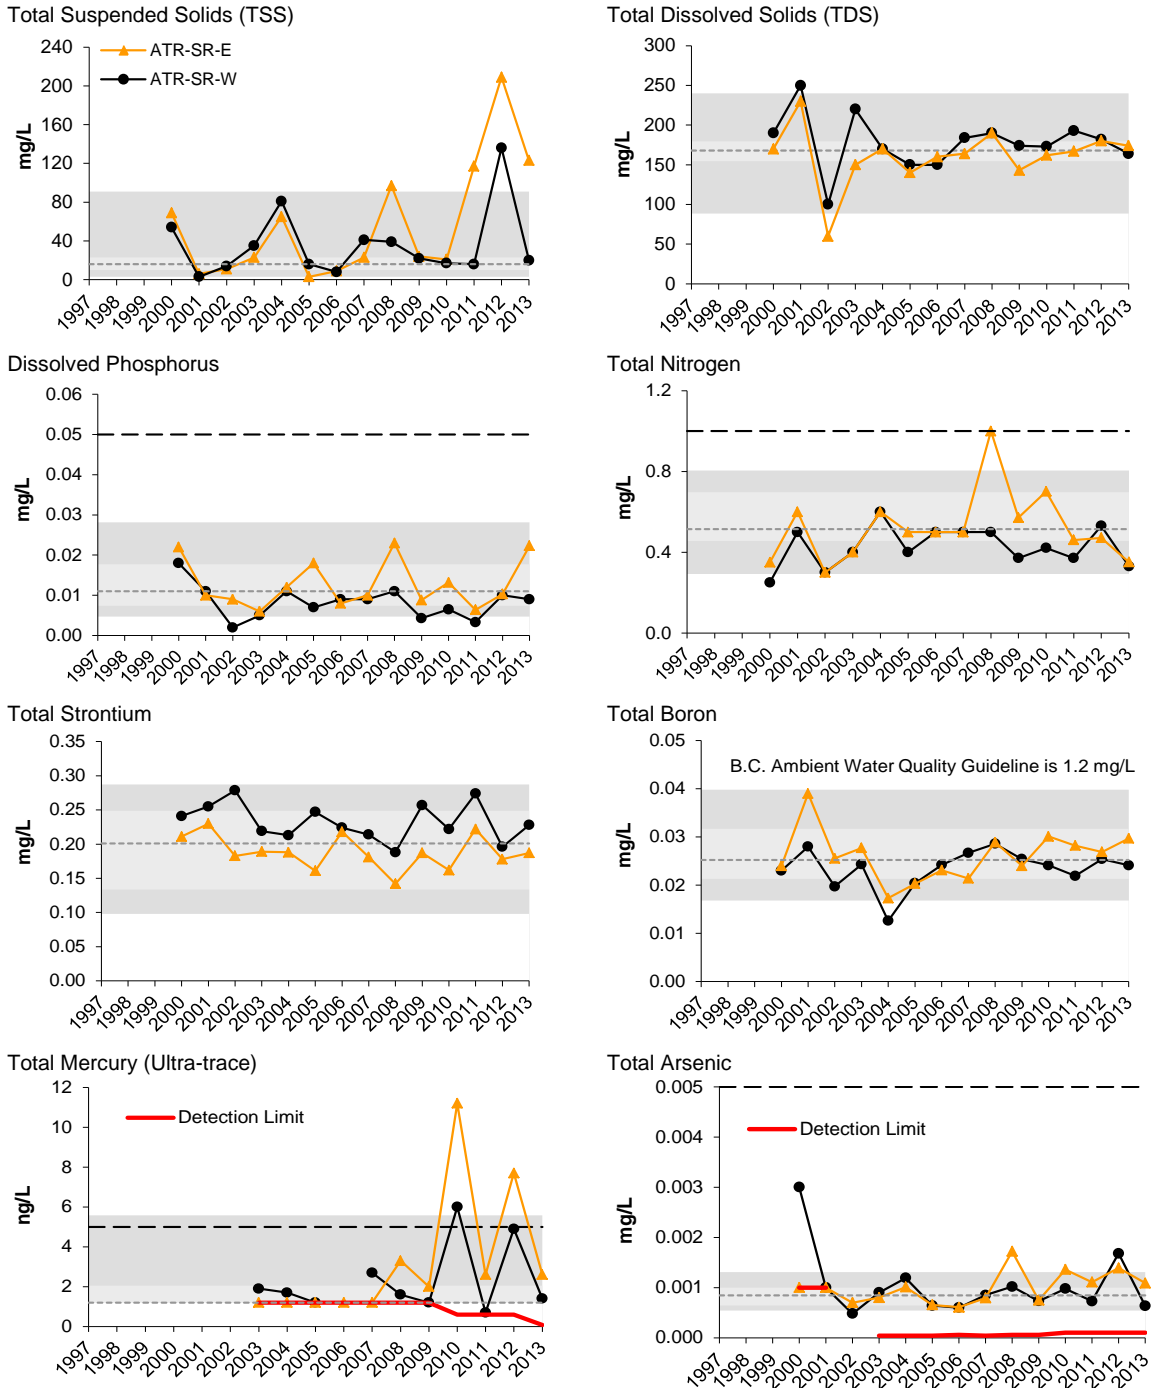 Total Suspended Solids (TSS)
240
200
160
120
80
40
0
mg/L
ATR-SR-E
ATR-SR-W
1997 1998 1999 2000 2001 2002 2003 2004 2005 2006 2007 2008 2009 2010 2011 2012 2013
Total Dissolved Solids (TDS)
300
250
200
150
100
50
0
mg/L
1997 1998 1999 2000 2001 2002 2003 2004 2005 2006 2007 2008 2009 2010 2011 2012 2013
Dissolved Phosphorus
0.06
0.05
0.04
0.03
0.02
0.01
0.00
mg/L
1997 1998 1999 2000 2001 2002 2003 2004 2005 2006 2007 2008 2009 2010 2011 2012 2013
Total Nitrogen
1.2
0.8
0.4
0.0
mg/L
1997 1998 1999 2000 2001 2002 2003 2004 2005 2006 2007 2008 2009 2010 2011 2012 2013
Total Strontium
0.35
0.30
0.25
0.20
0.15
0.10
0.05
0.00
mg/L
1997 1998 1999 2000 2001 2002 2003 2004 2005 2006 2007 2008 2009 2010 2011 2012 2013
Total Boron
0.05
0.04
0.03
0.02
0.01
0.00
mg/L
B.C. Ambient Water Quality Guideline is 1.2 mg/L
1997 1998 1999 2000 2001 2002 2003 2004 2005 2006 2007 2008 2009 2010 2011 2012 2013
Total Mercury (Ultra-trace)
12
10
8
6
4
2
0
ng/L
Detection Limit
1997 1998 1999 2000 2001 2002 2003 2004 2005 2006 2007 2008 2009 2010 2011 2012 2013
Total Arsenic
0.005
0.004
0.003
0.002
0.001
0.000
mg/L
Detection Limit
1997 1998 1999 2000 2001 2002 2003 2004 2005 2006 2007 2008 2009 2010 2011 2012 2013